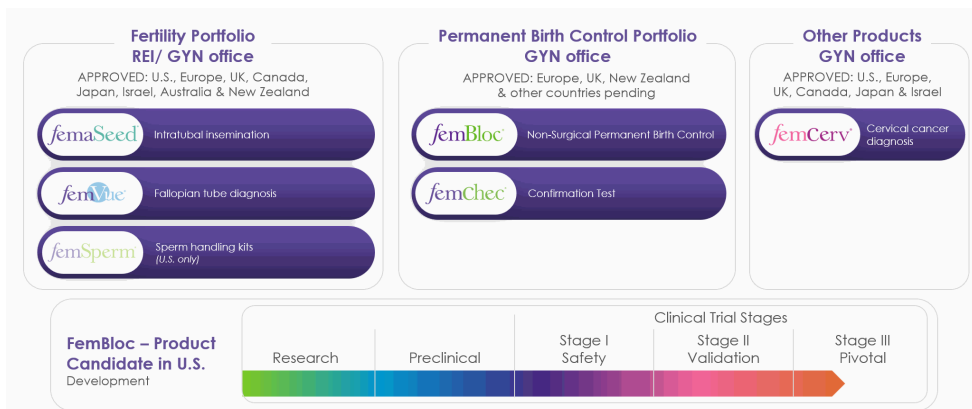 Fertility Portfolio
REI/ GYN office
APPROVED: U.S., Europe, UK, Canada,
Japan, Israel, Australia & New Zealand
femaSeed®
Intratubal insemination
femVue®
Fallopian tube diagnosis
femSperm®
Sperm handling kits
(U.S. only)
Permanent Birth Control Portfolio
GYN office
APPROVED: Europe, UK, New Zealand
& other countries pending
femBloc®
Non-Surgical Permanent Birth Control
femChec®
Confirmation Test
Other Products
GYN office
APPROVED: U.S., Europe,
UK, Canada, Japan & Israel
femCerv®
Cervical cancer
diagnosis
FemBloc – Product
Candidate in U.S.
Development
Research
Preclinical
Clinical Trial Stages
Stage I
Safety
Stage II
Validation
Stage III
Pivotal